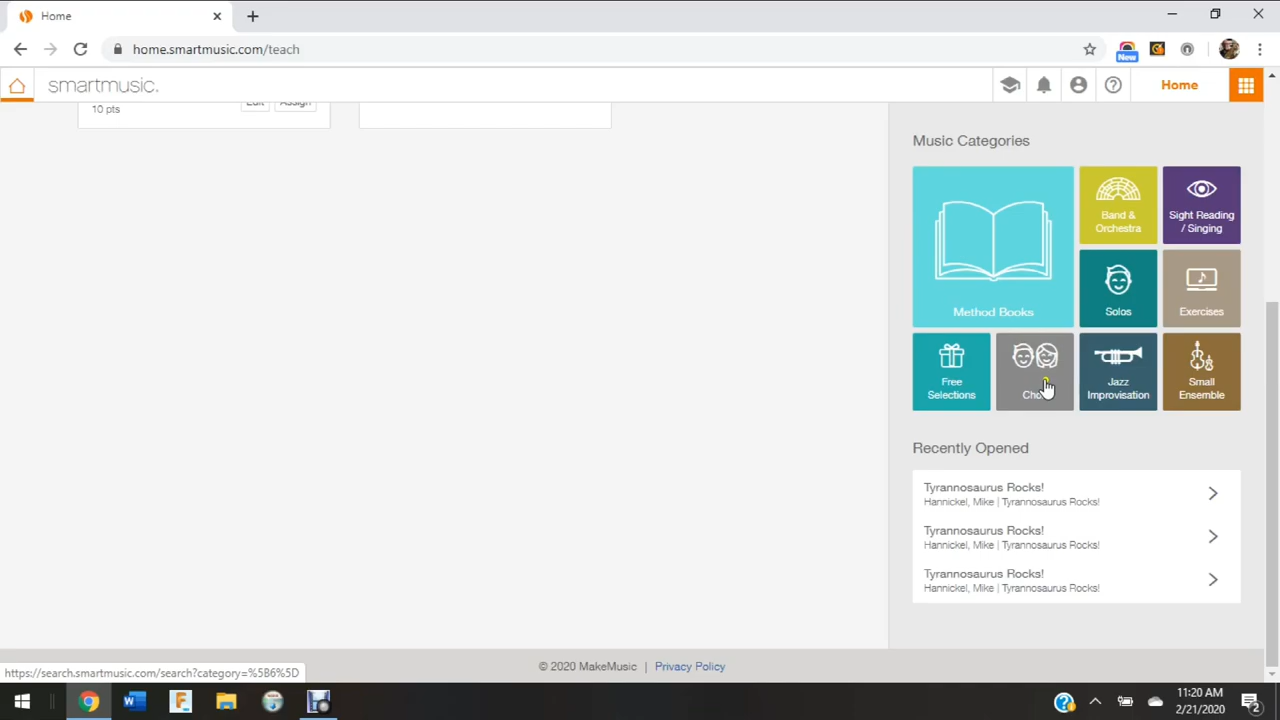 Home
home.smartmusic.com/teach
New
smartmusic.
Home
10 pts
Edit
Assign
Music Categories
Method Books
Band &
Orchestra
Sight Reading
/ Singing
Solos
Exercises
Free
Selections
Jazz
Improvisation
Small
Ensemble
Recently Opened
Tyrannosaurus Rocks!
Hannickel, Mike | Tyrannosaurus Rocks!
Tyrannosaurus Rocks!
Hannickel, Mike | Tyrannosaurus Rocks!
Tyrannosaurus Rocks!
Hannickel, Mike | Tyrannosaurus Rocks!
https://search.smartmusic.com/search?category=%5B6%5D
© 2020 MakeMusic | Privacy Policy
11:20 AM
2/21/2020
2